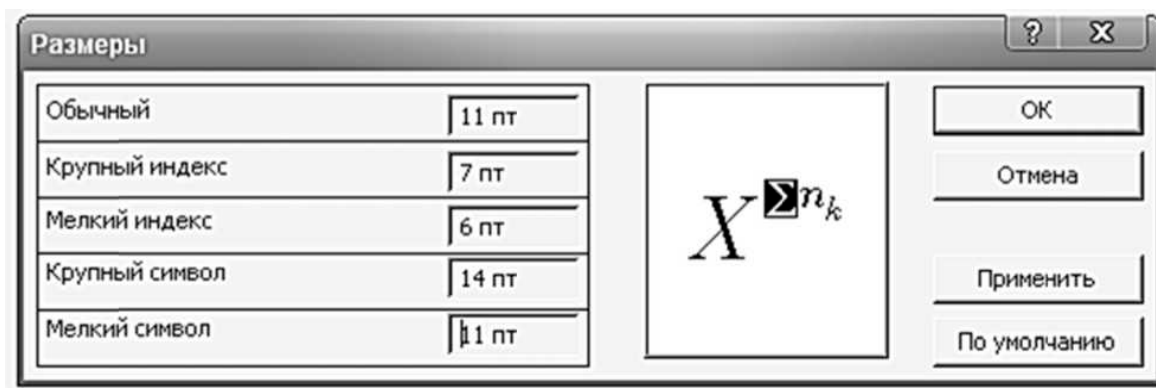 Размеры
Обычный 11 пт
Крупный индекс 7 пт
Мелкий индекс 6 пт
Крупный символ 14 пт
Мелкий символ 11 пт
X Σ n k
ОК
Отмена
Применить
По умолчанию